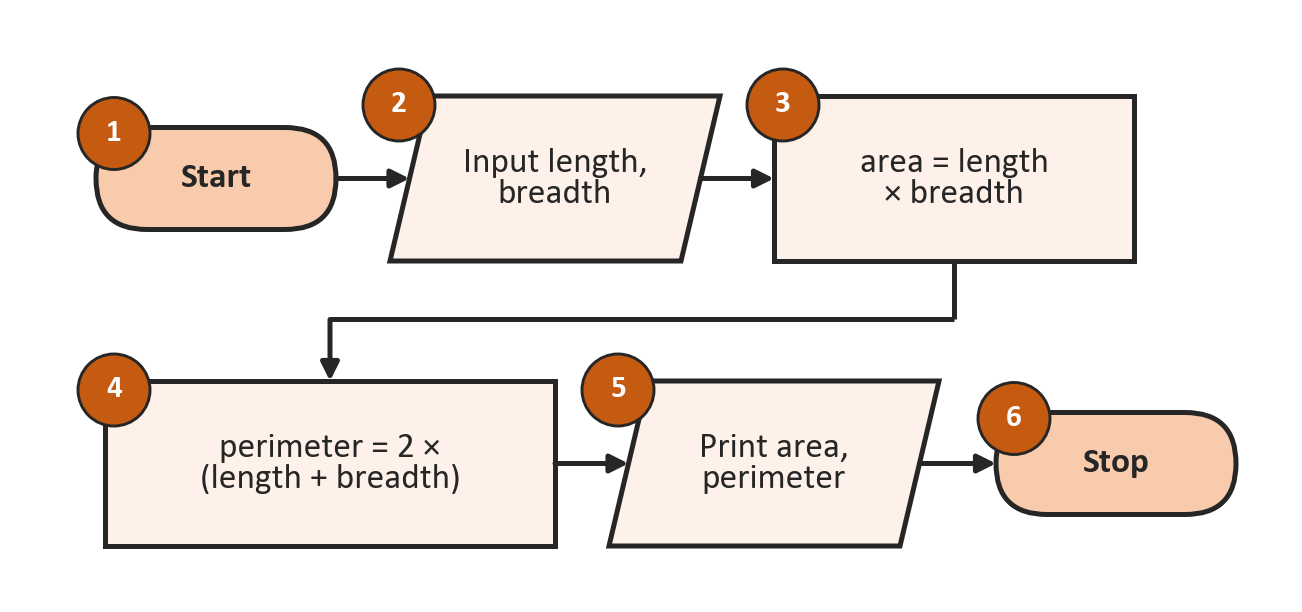 1
Start
2
Input length,
breadth
3
area = length
× breadth
4
perimeter = 2 ×
(length + breadth)
5
Print area,
perimeter
6
Stop